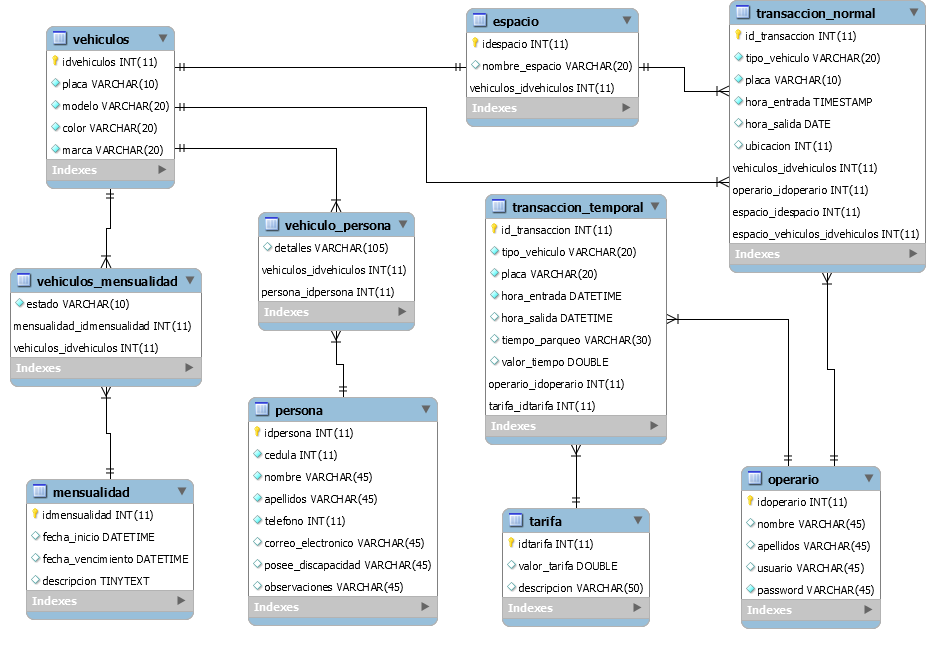 vehiculos
idvehiculos INT(11)
placa VARCHAR(10)
modelo VARCHAR(20)
color VARCHAR(20)
marca VARCHAR(20)
Indexes
espacio
idespacio INT(11)
nombre_espacio VARCHAR(20)
vehiculos_idvehiculos INT(11)
Indexes
transaccion_normal
id_transaccion INT(11)
tipo_vehiculo VARCHAR(20)
placa VARCHAR(10)
hora_entrada TIMESTAMP
hora_salida DATE
ubicacion INT(11)
vehiculos_idvehiculos INT(11)
operario_idoperario INT(11)
espacio_idespacio INT(11)
espacio_vehiculos_idvehiculos INT(11)
Indexes
vehiculo_persona
detalles VARCHAR(105)
vehiculos_idvehiculos INT(11)
persona_idpersona INT(11)
Indexes
transaccion_temporal
id_transaccion INT(11)
tipo_vehiculo VARCHAR(20)
placa VARCHAR(20)
hora_entrada DATETIME
hora_salida DATETIME
tiempo_parqueo VARCHAR(30)
valor_tiempo DOUBLE
operario_idoperario INT(11)
tarifa_idtarifa INT(11)
Indexes
vehiculos_mensualidad
estado VARCHAR(10)
mensualidad_idmensualidad INT(11)
vehiculos_idvehiculos INT(11)
Indexes
persona
idpersona INT(11)
cedula INT(11)
nombre VARCHAR(45)
apellidos VARCHAR(45)
telefono INT(11)
correo_electronico VARCHAR(45)
posee_discapacidad VARCHAR(45)
observaciones VARCHAR(45)
Indexes
mensualidad
idmensualidad INT(11)
fecha_inicio DATETIME
fecha_vencimiento DATETIME
descripcion TINYTEXT
Indexes
tarifa
idtarifa INT(11)
valor_tarifa DOUBLE
descripcion VARCHAR(50)
Indexes
operario
idoperario INT(11)
nombre VARCHAR(45)
apellidos VARCHAR(45)
usuario VARCHAR(45)
password VARCHAR(45)
Indexes